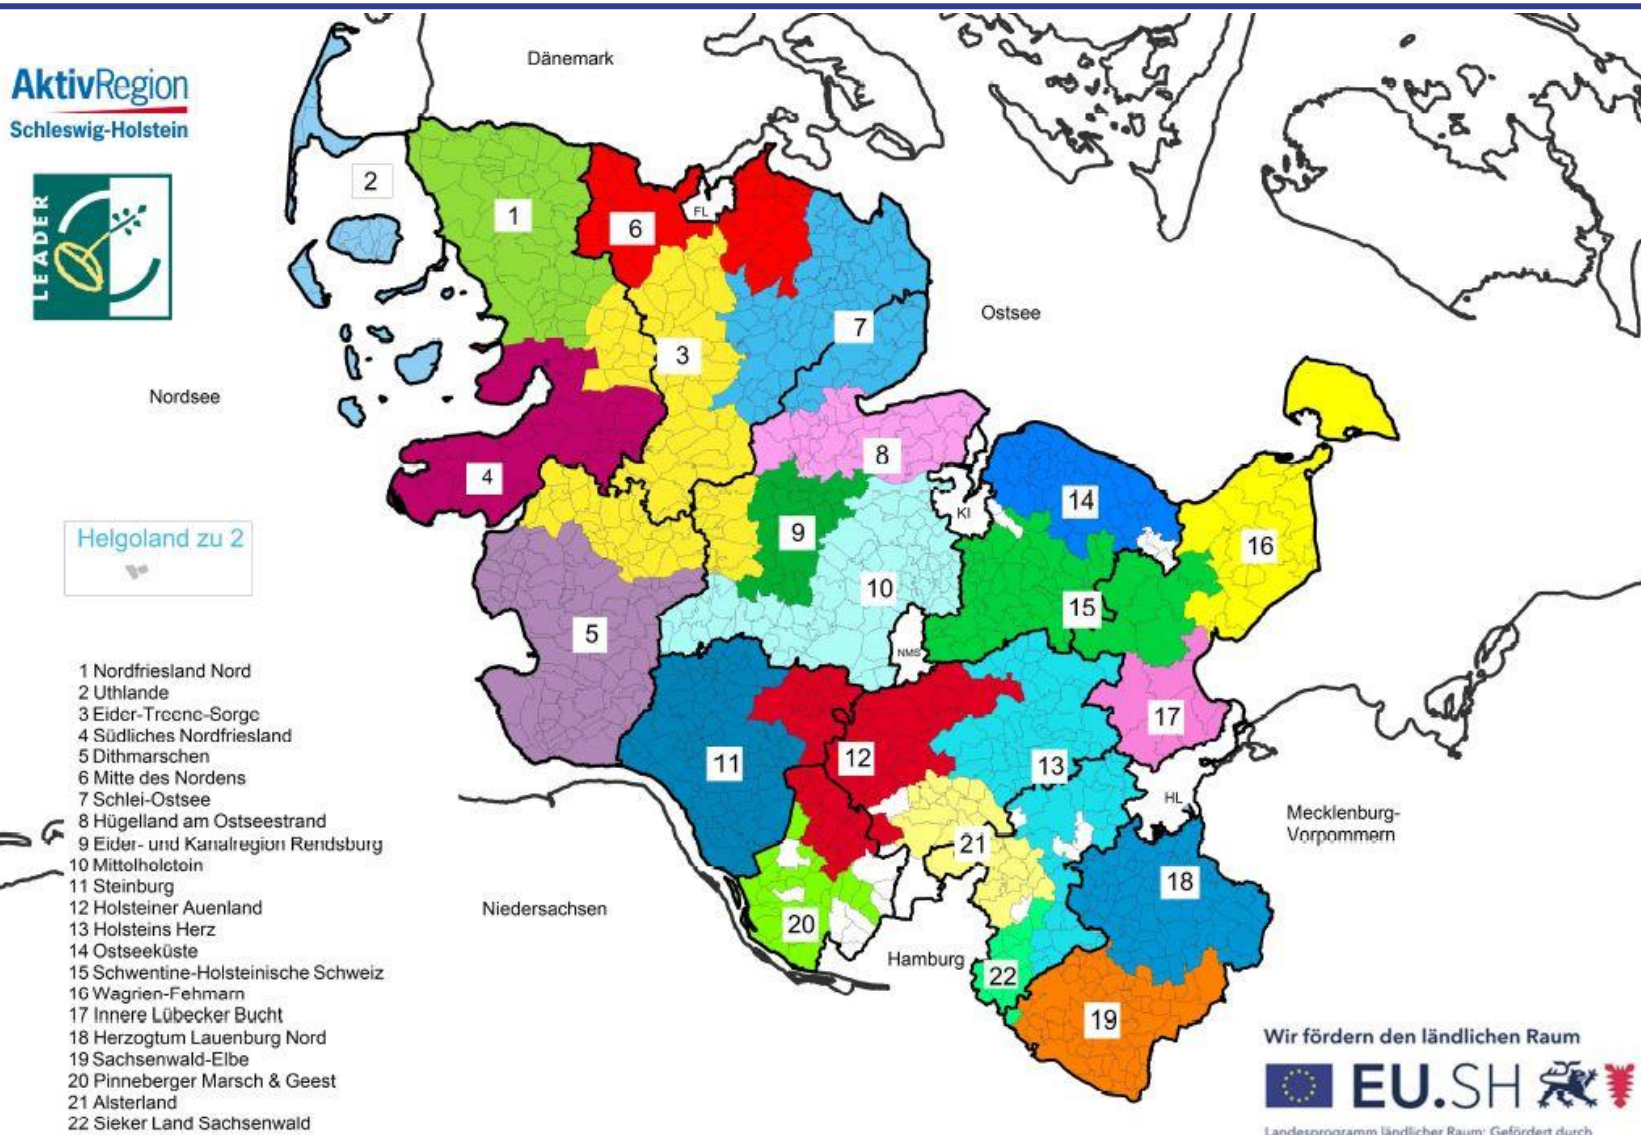 Dänemark
AktivRegion
Schleswig-Holstein
LEADER
2
1
6
FL
7
3
Ostsee
Nordsee
4
8
14
KI
9
16
Helgoland zu 2
10
15
5
NMS
17
11
12
13
HL
21
18
20
Hamburg
22
19
Mecklenburg-
Vorpommern
Niedersachsen
1 Nordfriesland Nord
2 Uthlande
3 Eider-Treene-Sorge
4 Südliches Nordfriesland
5 Dithmarschen
6 Mitte des Nordens
7 Schlei-Ostsee
8 Hügelland am Ostseestrand
9 Eider- und Kanalregion Rendsburg
10 Mittelholstein
11 Steinburg
12 Holsteiner Auenland
13 Holsteins Herz
14 Ostseeküste
15 Schwentine-Holsteinische Schweiz
16 Wagrien-Fehmarn
17 Innere Lübecker Bucht
18 Herzogtum Lauenburg Nord
19 Sachsenwald-Elbe
20 Pinneberger Marsch & Geest
21 Alsterland
22 Sieker Land Sachsenwald
Wir fördern den ländlichen Raum
EU.SH
Landesprogramm ländlicher Raum: Gefördert durch